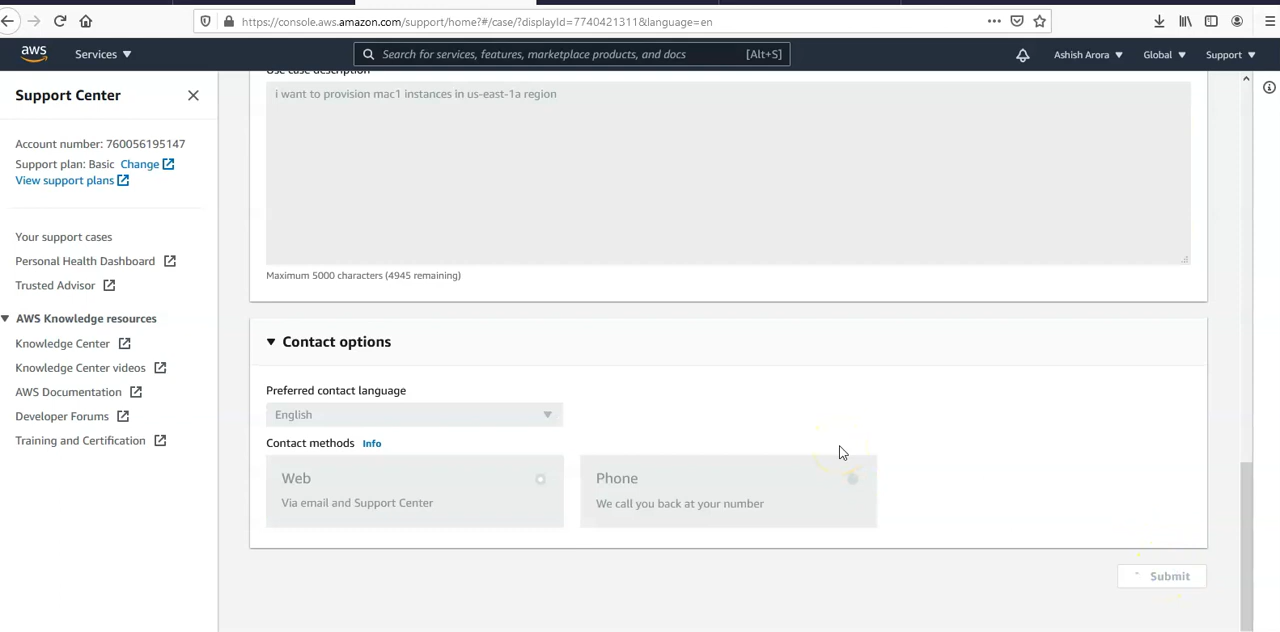 https://console.aws.amazon.com/support/home?#/case/?displayId=7740421311&language=en
aws
Services
Search for services, features, marketplace products, and docs [Alt+S]
Ashish Arora
Global
Support
Support Center
Account number: 760056195147
Support plan: Basic Change
View support plans
Your support cases
Personal Health Dashboard
Trusted Advisor
AWS Knowledge resources
Knowledge Center
Knowledge Center videos
AWS Documentation
Developer Forums
Training and Certification
Use case description
i want to provision mac1 instances in us-east-1a region
Maximum 5000 characters (4945 remaining)
Contact options
Preferred contact language
English
Contact methods Info
Web
Via email and Support Center
Phone
We call you back at your number
Submit